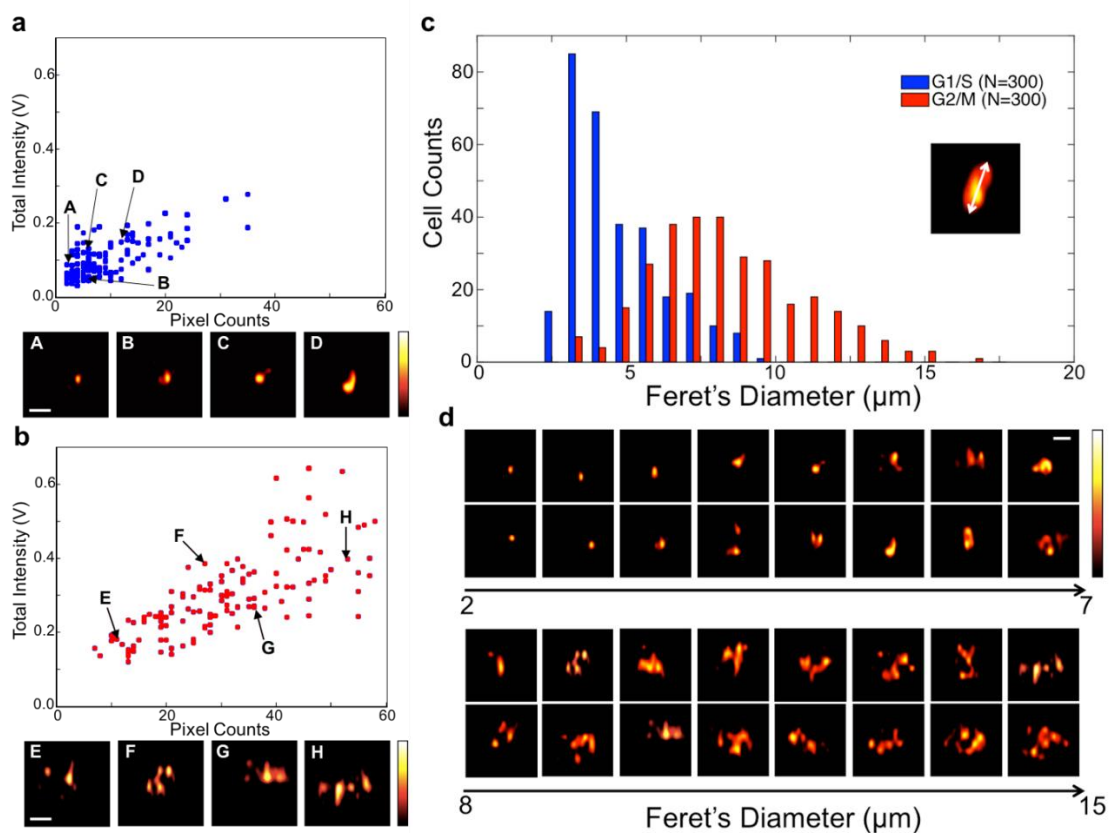 a
Total Intensity (V)
0.6
0.4
0.2
0.0
A
C
D
B
0
20
40
60
Pixel Counts
A
B
C
D
b
Total Intensity (V)
0.6
0.4
0.2
0.0
E
F
G
H
0
20
40
60
Pixel Counts
E
F
G
H
c
Cell Counts
80
60
40
20
0
G1/S (N=300)
G2/M (N=300)
0
5
10
15
20
Feret's Diameter (µm)
d
2
7
8
15
Feret's Diameter (µm)